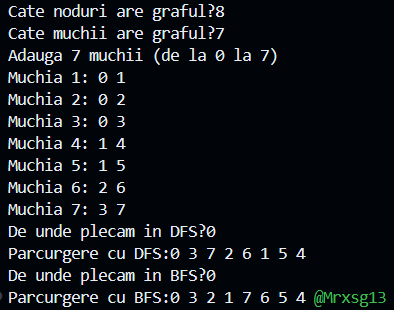 Cate noduri are graful?8
Cate muchii are graful?7
Adauga 7 muchii (de la 0 la 7)
Muchia 1: 0 1
Muchia 2: 0 2
Muchia 3: 0 3
Muchia 4: 1 4
Muchia 5: 1 5
Muchia 6: 2 6
Muchia 7: 3 7
De unde plecam in DFS?0
Parcurgere cu DFS:0 3 7 2 6 1 5 4
De unde plecam in BFS?0
Parcurgere cu BFS:0 3 2 1 7 6 5 4 @Mrxsg13